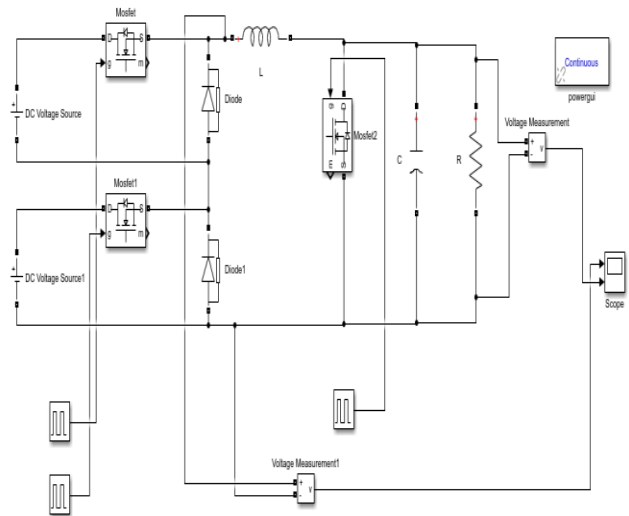 Mosfet
D
S
g
m
DC Voltage Source
Diode
L
Continuous
powergui
g
D
Mosfet2
m
S
C
R
Voltage Measurement
+
-
v
Mosfet1
D
S
g
m
DC Voltage Source1
Diode1
Scope
Voltage Measurement1
+
-
v